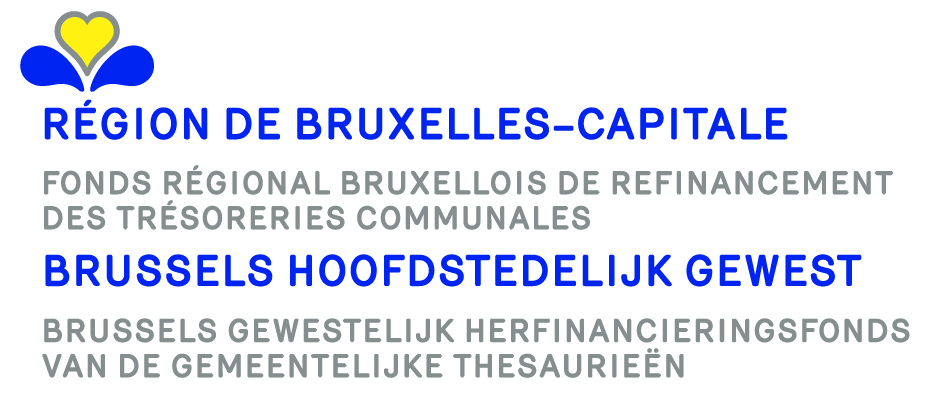 RÉGION DE BRUXELLES–CAPITALE
FONDS RÉGIONAL BRUXELLOIS DE REFINANCEMENT
DES TRÉSORERIES COMMUNALES
BRUSSELS HOOFDSTEDELIJK GEWEST
BRUSSELS GEWESTELIJK HERFINANCIERINGSFONDS
VAN DE GEMEENTELIJKE THESAURIEËN